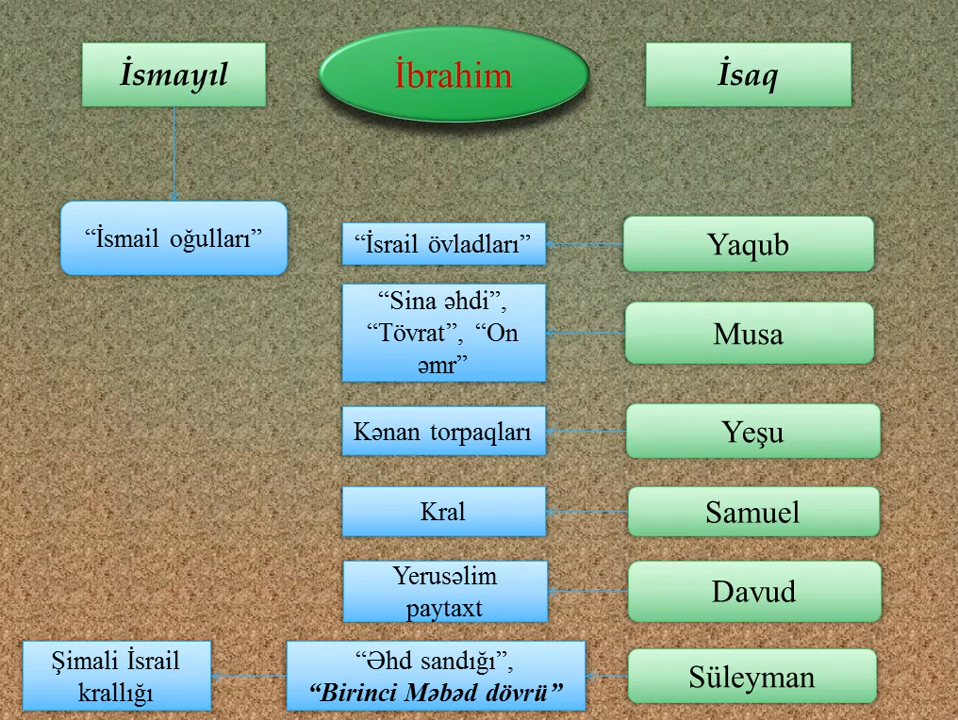 İsmayıl
İbrahim
İsaq
“İsmail oğulları”
“İsrail övladları”
Yaqub
“Sina əhdi”,
“Tövrat”, “On
əmr”
Musa
Kənan torpaqları
Yeşu
Kral
Samuel
Yerusəlim
paytaxt
Davud
Şimali İsrail
krallığı
“Əhd sandığı”,
“Birinci Məbəd dövrü”
Süleyman